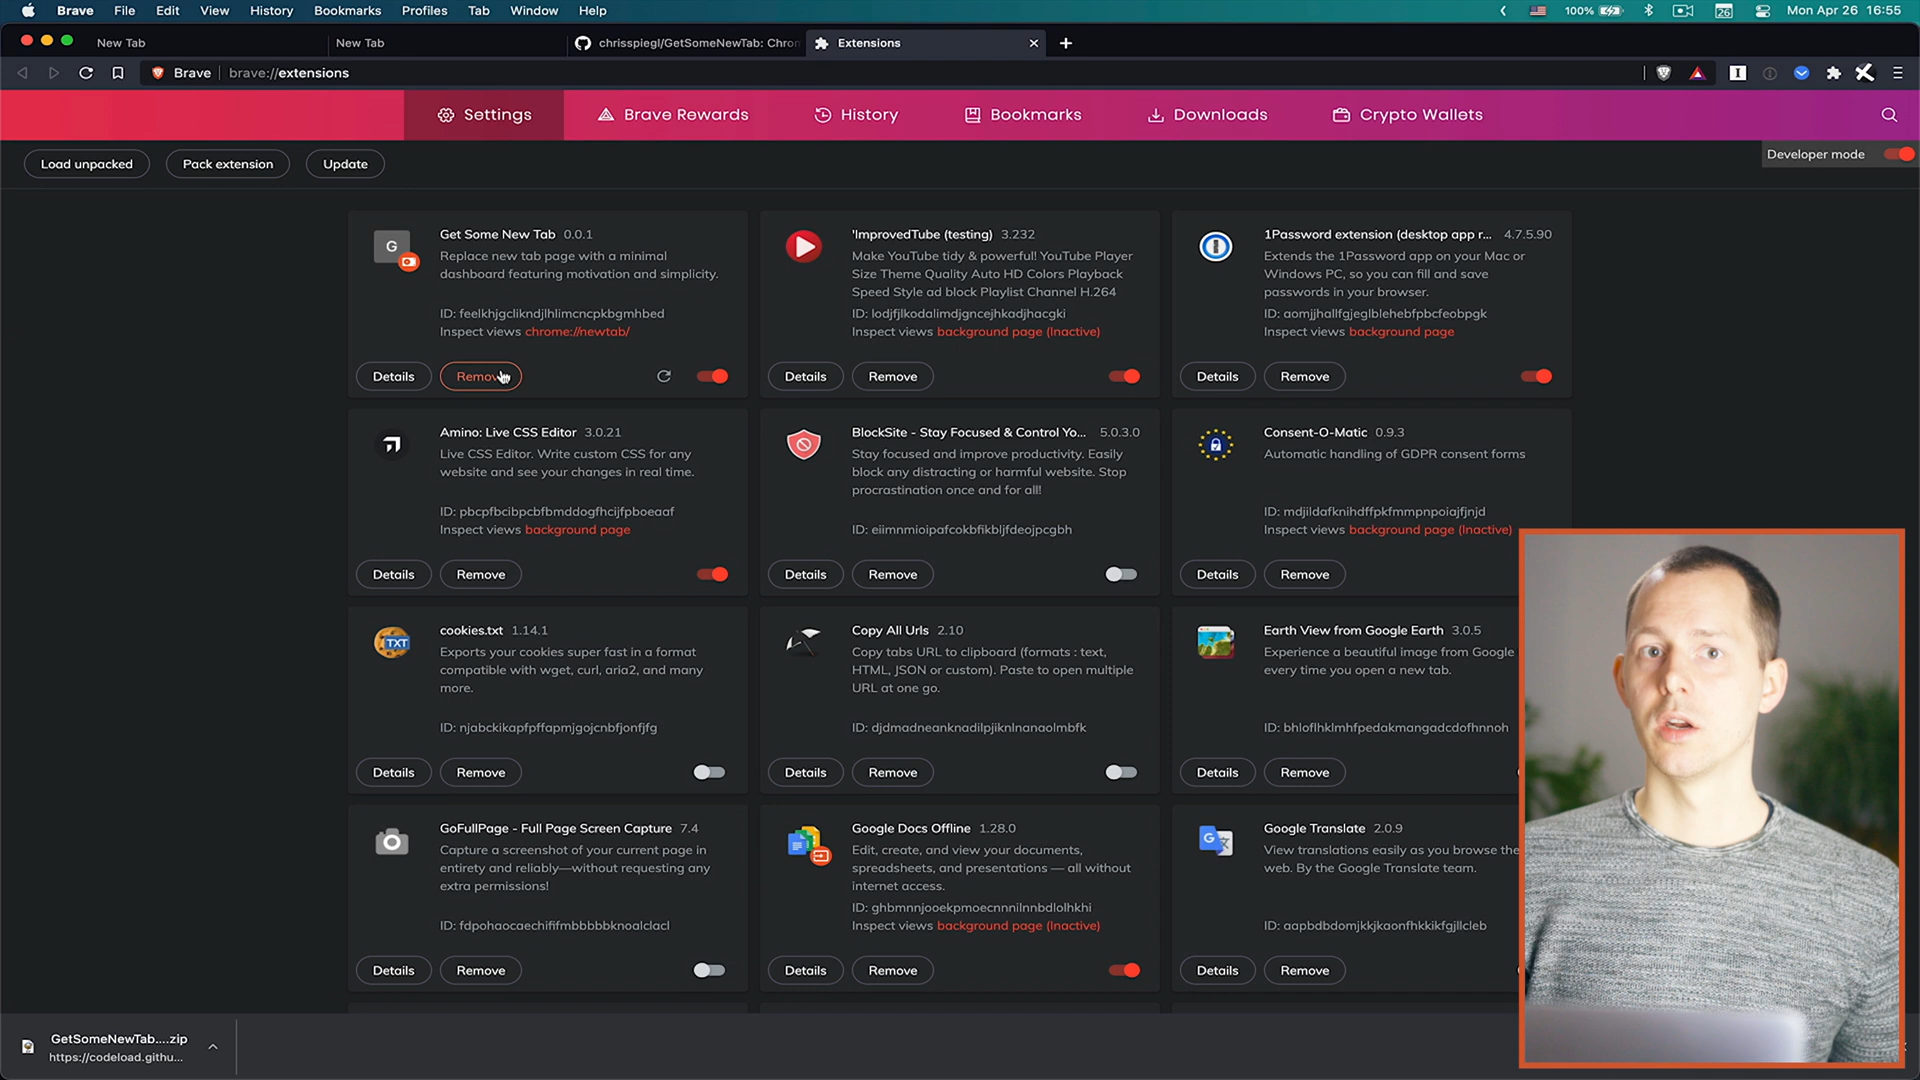 Brave File Edit View History Bookmarks Profiles Tab Window Help
100% 26 Mon Apr 26 16:55
New Tab
New Tab
chrisspiegl/GetSomeNewTab: Chro
Extensions
Brave brave://extensions
Settings
Brave Rewards
History
Bookmarks
Downloads
Crypto Wallets
Load unpacked
Pack extension
Update
Developer mode
G
Get Some New Tab 0.0.1
Replace new tab page with a minimal
dashboard featuring motivation and simplicity.
ID: feelkhjgclikndjlhlimcncpkbgmhbed
Inspect views chrome://newtab/
Details
Remove
'ImprovedTube (testing) 3.232
Make YouTube tidy & powerful! YouTube Player
Size Theme Quality Auto HD Colors Playback
Speed Style ad block Playlist Channel H.264
ID: lodjfjlkodalimdjgncejhkadjhacgki
Inspect views background page (Inactive)
Details
Remove
1Password extension (desktop app r... 4.7.5.90
Extends the 1Password app on your Mac or
Windows PC, so you can fill and save
passwords in your browser.
ID: aomjjhallfgjeglblehebfpbcfeobpgk
Inspect views background page
Details
Remove
Amino: Live CSS Editor 3.0.21
Live CSS Editor. Write custom CSS for any
website and see your changes in real time.
ID: pbcpfbcibpcbfbmddogfhcijfpboeaaf
Inspect views background page
Details
Remove
BlockSite - Stay Focused & Control Yo... 5.0.3.0
Stay focused and improve productivity. Easily
block any distracting or harmful website. Stop
procrastination once and for all!
ID: eiimnmioipafcokbfikbljfdeojpcgbh
Details
Remove
Consent-O-Matic 0.9.3
Automatic handling of GDPR consent forms
ID: mdjildafknihdffpkfmmpnpoiajfjnjd
Inspect views background page (Inactive)
Details
Remove
TXT
cookies.txt 1.14.1
Exports your cookies super fast in a format
compatible with wget, curl, aria2, and many
more.
ID: njabckikapfpffapmjgojcnbfjonfjfg
Details
Remove
Copy All Urls 2.10
Copy tabs URL to clipboard (formats : text,
HTML, JSON or custom). Paste to open multiple
URL at one go.
ID: djdmadneanknadilpjiknlnanaolmbfk
Details
Remove
Earth View from Google Earth 3.0.5
Experience a beautiful image from Google
every time you open a new tab.
ID: bhloflhklmhfpedakmangadcdofhnnoh
Details
Remove
GoFullPage - Full Page Screen Capture 7.4
Capture a screenshot of your current page in
entirety and reliably—without requesting any
extra permissions!
ID: fdpohaocaechififmbbbbbknoalclacl
Details
Remove
Google Docs Offline 1.28.0
Edit, create, and view your documents,
spreadsheets, and presentations — all without
internet access.
ID: ghbmnnjooekpmoecnnnilnnbdlolhkhi
Inspect views background page (Inactive)
Details
Remove
Google Translate 2.0.9
View translations easily as you browse the
web. By the Google Translate team.
ID: aapbdbdomjkkjkaonfhkkikfgjllcleb
Details
Remove
GetSomeNewTab....zip
https://codeload.githu...